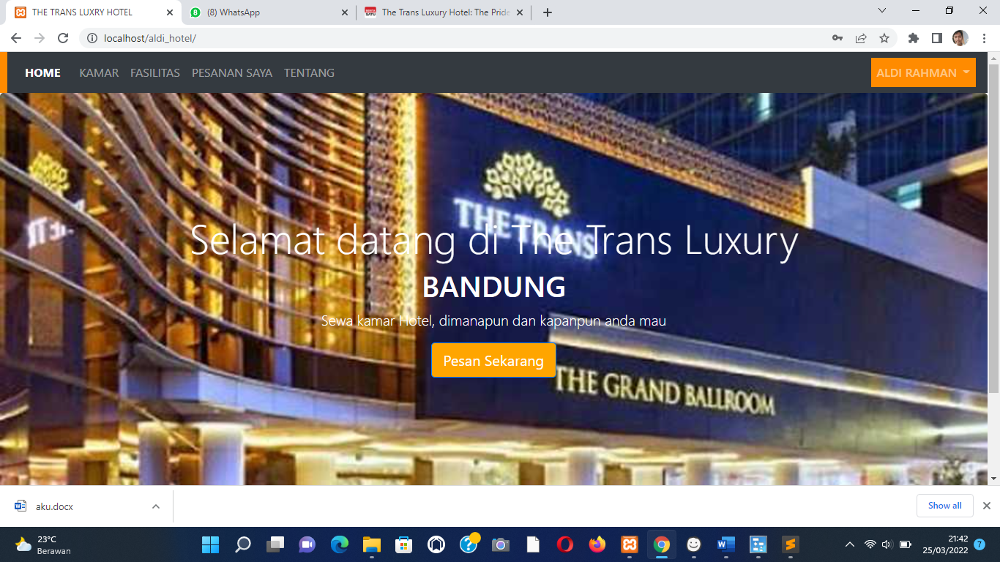 THE TRANS LUXRY HOTEL
(8) WhatsApp
The Trans Luxury Hotel: The Pride
localhost/aldi_hotel/
HOME KAMAR FASILITAS PESANAN SAYA TENTANG ALDI RAHMAN
THE TRANS
Selamat datang di The Trans Luxury
BANDUNG
Sewa kamar Hotel, dimanapun dan kapanpun anda mau
Pesan Sekarang
THE GRAND BALLROOM
aku.docx
Show all
23°C
Berawan
21:42
25/03/2022
7